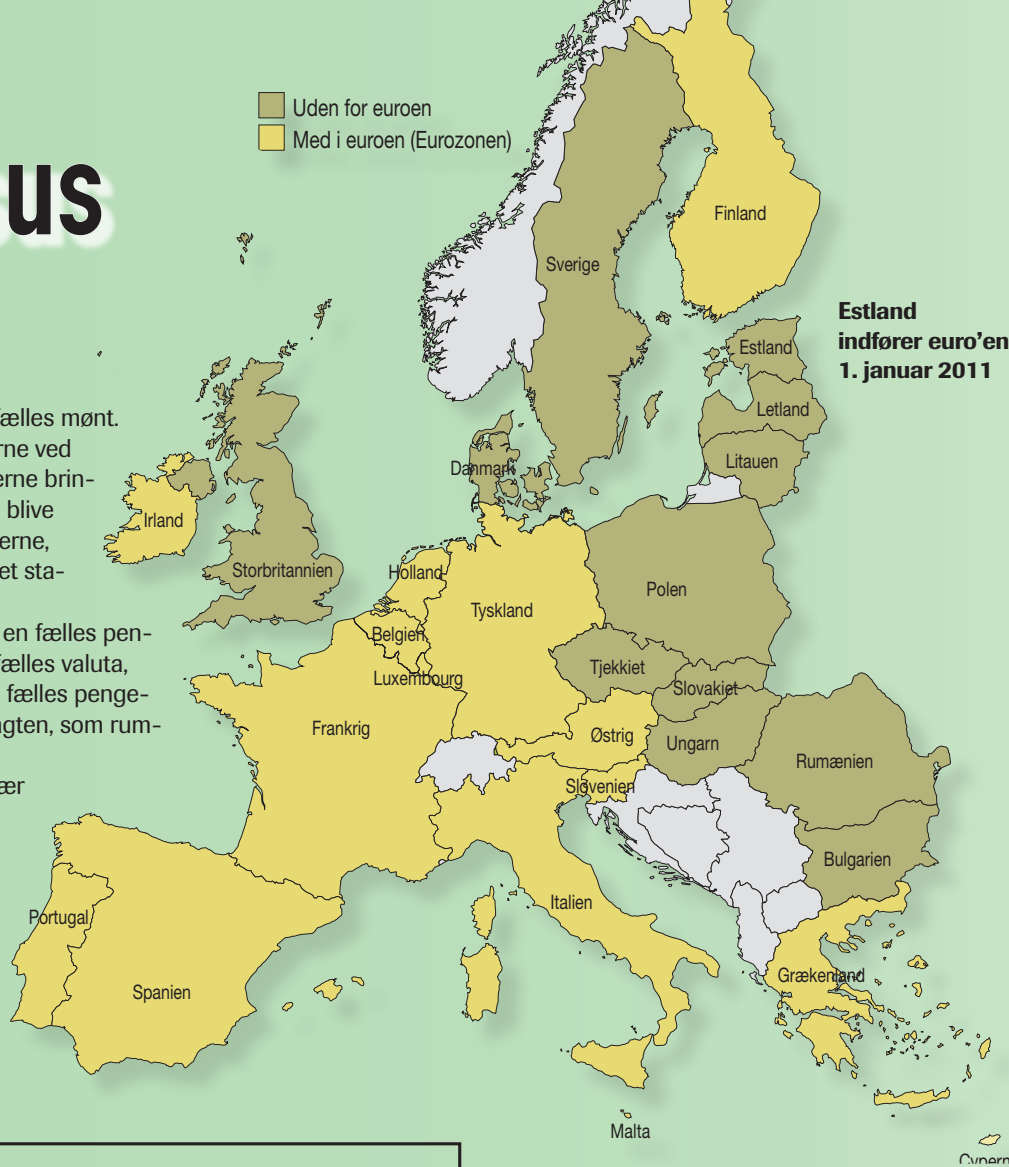 Uden for euroen
Med i euroen (Eurozonen)
us
fælles mønt.
rne ved
erne brin-
blive
erne,
et sta-
en fælles pen-
fælles valuta,
fælles penge-
gten, som rum-
ær
Finland
Sverige
Estland
indfører euro'en
1. januar 2011
Estland
Letland
Litauen
Danmark
Irland
Storbritannien
Holland
Tyskland
Polen
Belgien
Luxembourg
Tjekkiet
Slovakiet
Frankrig
Østrig
Ungarn
Rumænien
Slovenien
Bulgarien
Portugal
Italien
Spanien
Grækenland
Malta
Cypern